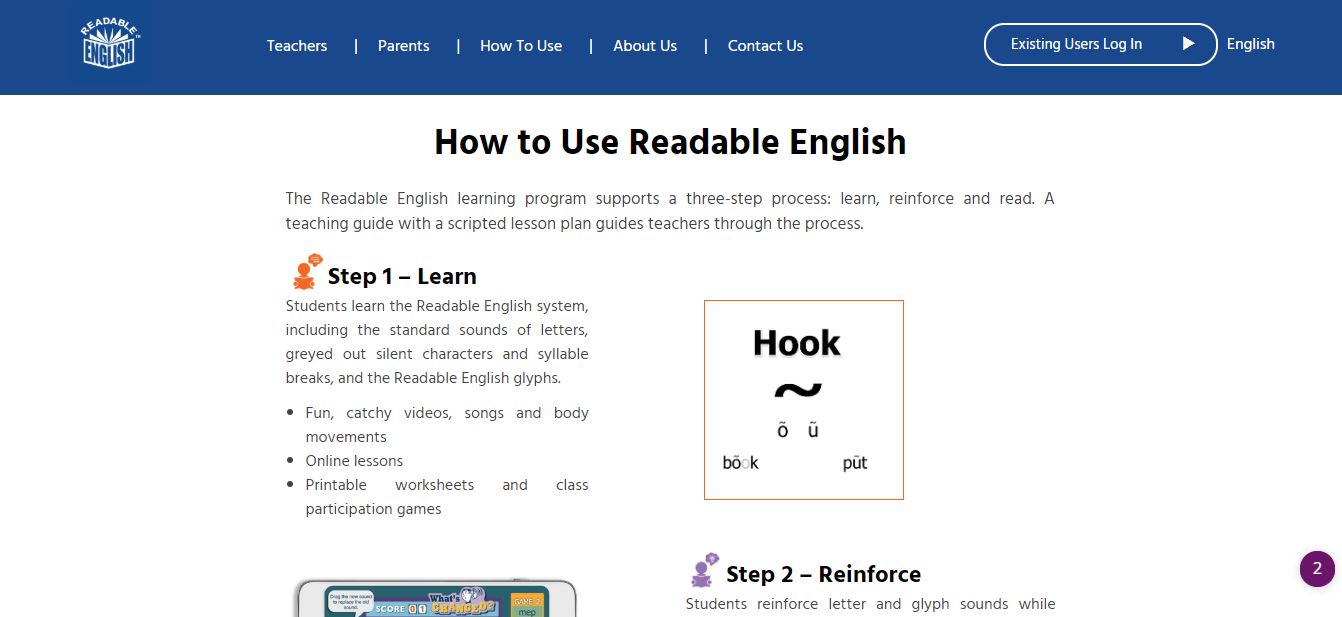 READABLE
ENGLISH
TM
Teachers | Parents | How To Use | About Us | Contact Us
Existing Users Log In
English
How to Use Readable English
The Readable English learning program supports a three-step process: learn, reinforce and read. A
teaching guide with a scripted lesson plan guides teachers through the process.
Step 1 – Learn
Students learn the Readable English system,
including the standard sounds of letters,
greyed out silent characters and syllable
breaks, and the Readable English glyphs.
• Fun, catchy videos, songs and body
movements
• Online lessons
• Printable worksheets and class
participation games
Hook
~
õ ũ
bõok pũt
Drag the new sound
to replace the old
sound.
SCORE 0 1
What's
CHANGED?
GAME 2
mep
Step 2 – Reinforce
Students reinforce letter and glyph sounds while
2